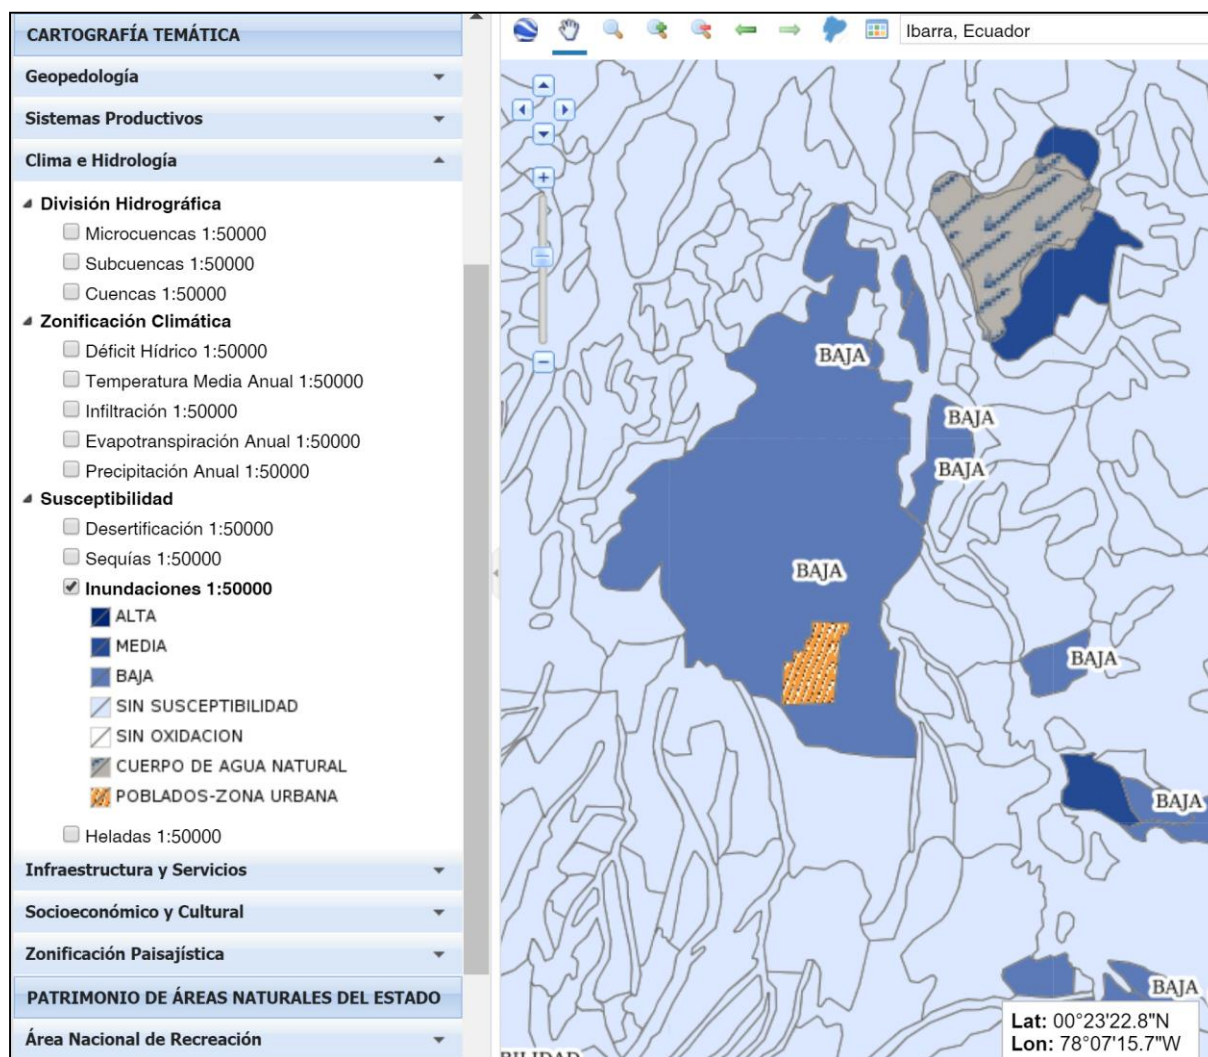 CARTOGRAFÍA TEMÁTICA
Geopedología
Sistemas Productivos
Clima e Hidrología
División Hidrográfica
Microcuencas 1:50000
Subcuencas 1:50000
Cuencas 1:50000
Zonificación Climática
Déficit Hídrico 1:50000
Temperatura Media Anual 1:50000
Infiltración 1:50000
Evapotranspiración Anual 1:50000
Precipitación Anual 1:50000
Susceptibilidad
Desertificación 1:50000
Sequías 1:50000
Inundaciones 1:50000
ALTA
MEDIA
BAJA
SIN SUSCEPTIBILIDAD
SIN OXIDACION
CUERPO DE AGUA NATURAL
POBLADOS-ZONA URBANA
Heladas 1:50000
Infraestructura y Servicios
Socioeconómico y Cultural
Zonificación Paisajística
PATRIMONIO DE ÁREAS NATURALES DEL ESTADO
Área Nacional de Recreación
Ibarra, Ecuador
BAJA
BAJA
BAJA
BAJA
BAJA
BAJA
BAJA
Lat: 00°23'22.8"N
Lon: 78°07'15.7"W